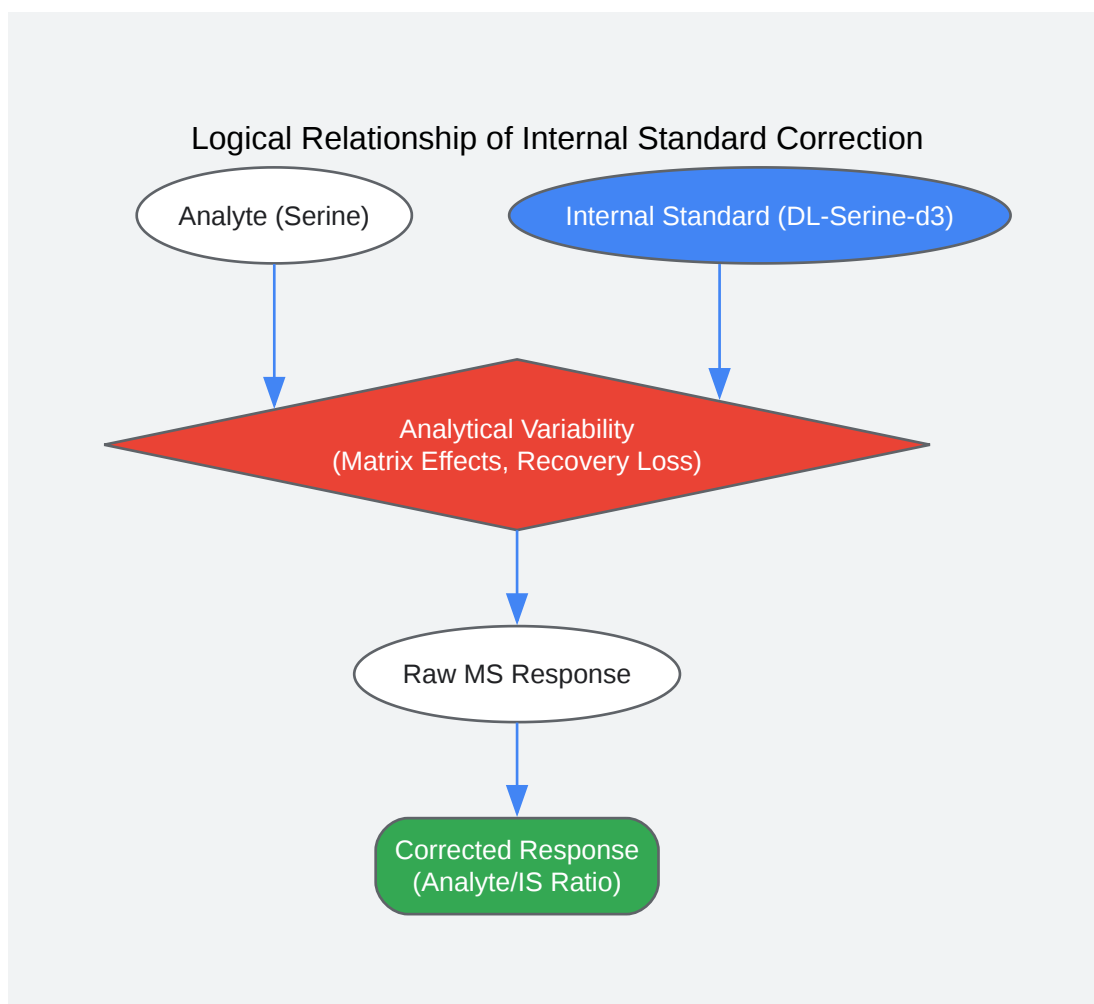 Logical Relationship of Internal Standard Correction
Analyte (Serine)
Internal Standard (DL-Serine-d3)
Analytical Variability
(Matrix Effects, Recovery Loss)
Raw MS Response
Corrected Response
(Analyte/IS Ratio)